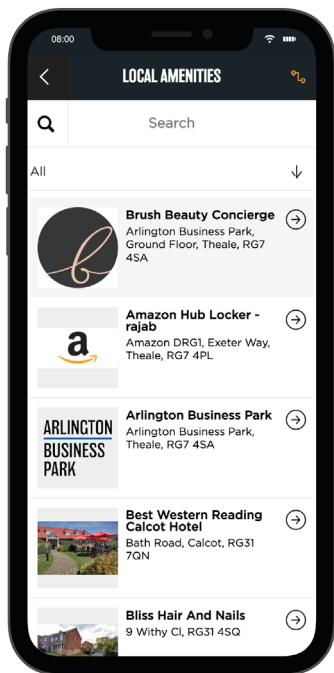 08:00
LOCAL AMENITIES
Search
All
Brush Beauty Concierge
Arlington Business Park,
Ground Floor, Theale, RG7
4SA
b
Amazon Hub Locker -
rajab
Amazon DRG1, Exeter Way,
Theale, RG7 4PL
a
Arlington Business Park
Arlington Business Park,
Theale, RG7 4SA
ARLINGTON
BUSINESS
PARK
Best Western Reading
Calcot Hotel
Bath Road, Calcot, RG31
7QN
Bliss Hair And Nails
9 Withy Cl, RG31 4SQ